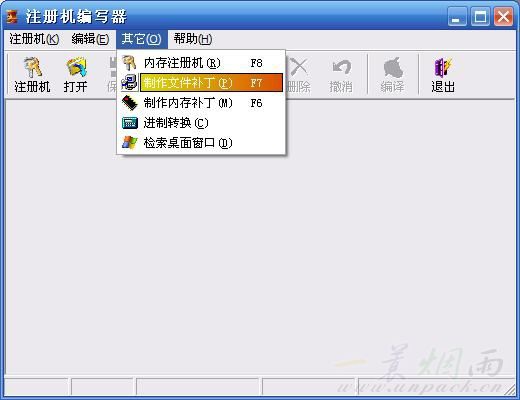 注册机编写器
注册机(K) 编辑(E) 其它(O) 帮助(H)
注册机 打开 删除 撤消 编译 退出
内存注册机(R) F8
制作文件补丁(P) F7
制作内存补丁(M) F6
进制转换(C)
检索桌面窗口(D)
一蓑烟雨
www.unpack.cn